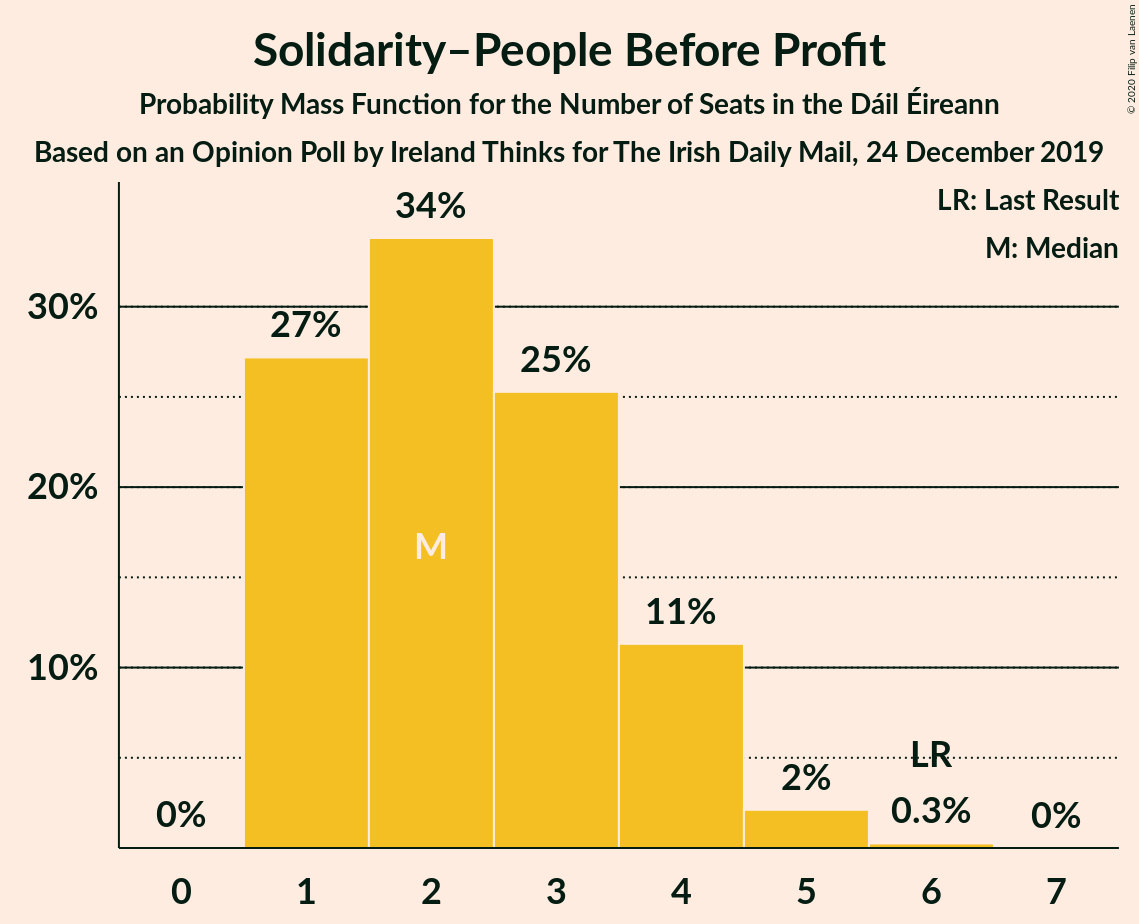 Solidarity–People Before Profit
Probability Mass Function for the Number of Seats in the Dáil Éireann
Based on an Opinion Poll by Ireland Thinks for The Irish Daily Mail, 24 December 2019
© 2020 Filip van Laenen
LR: Last Result
M: Median
34%
30%
27%
25%
20%
M
11%
10%
LR
2%
0%
0.3%
0%
0 1 2 3 4 5 6 7